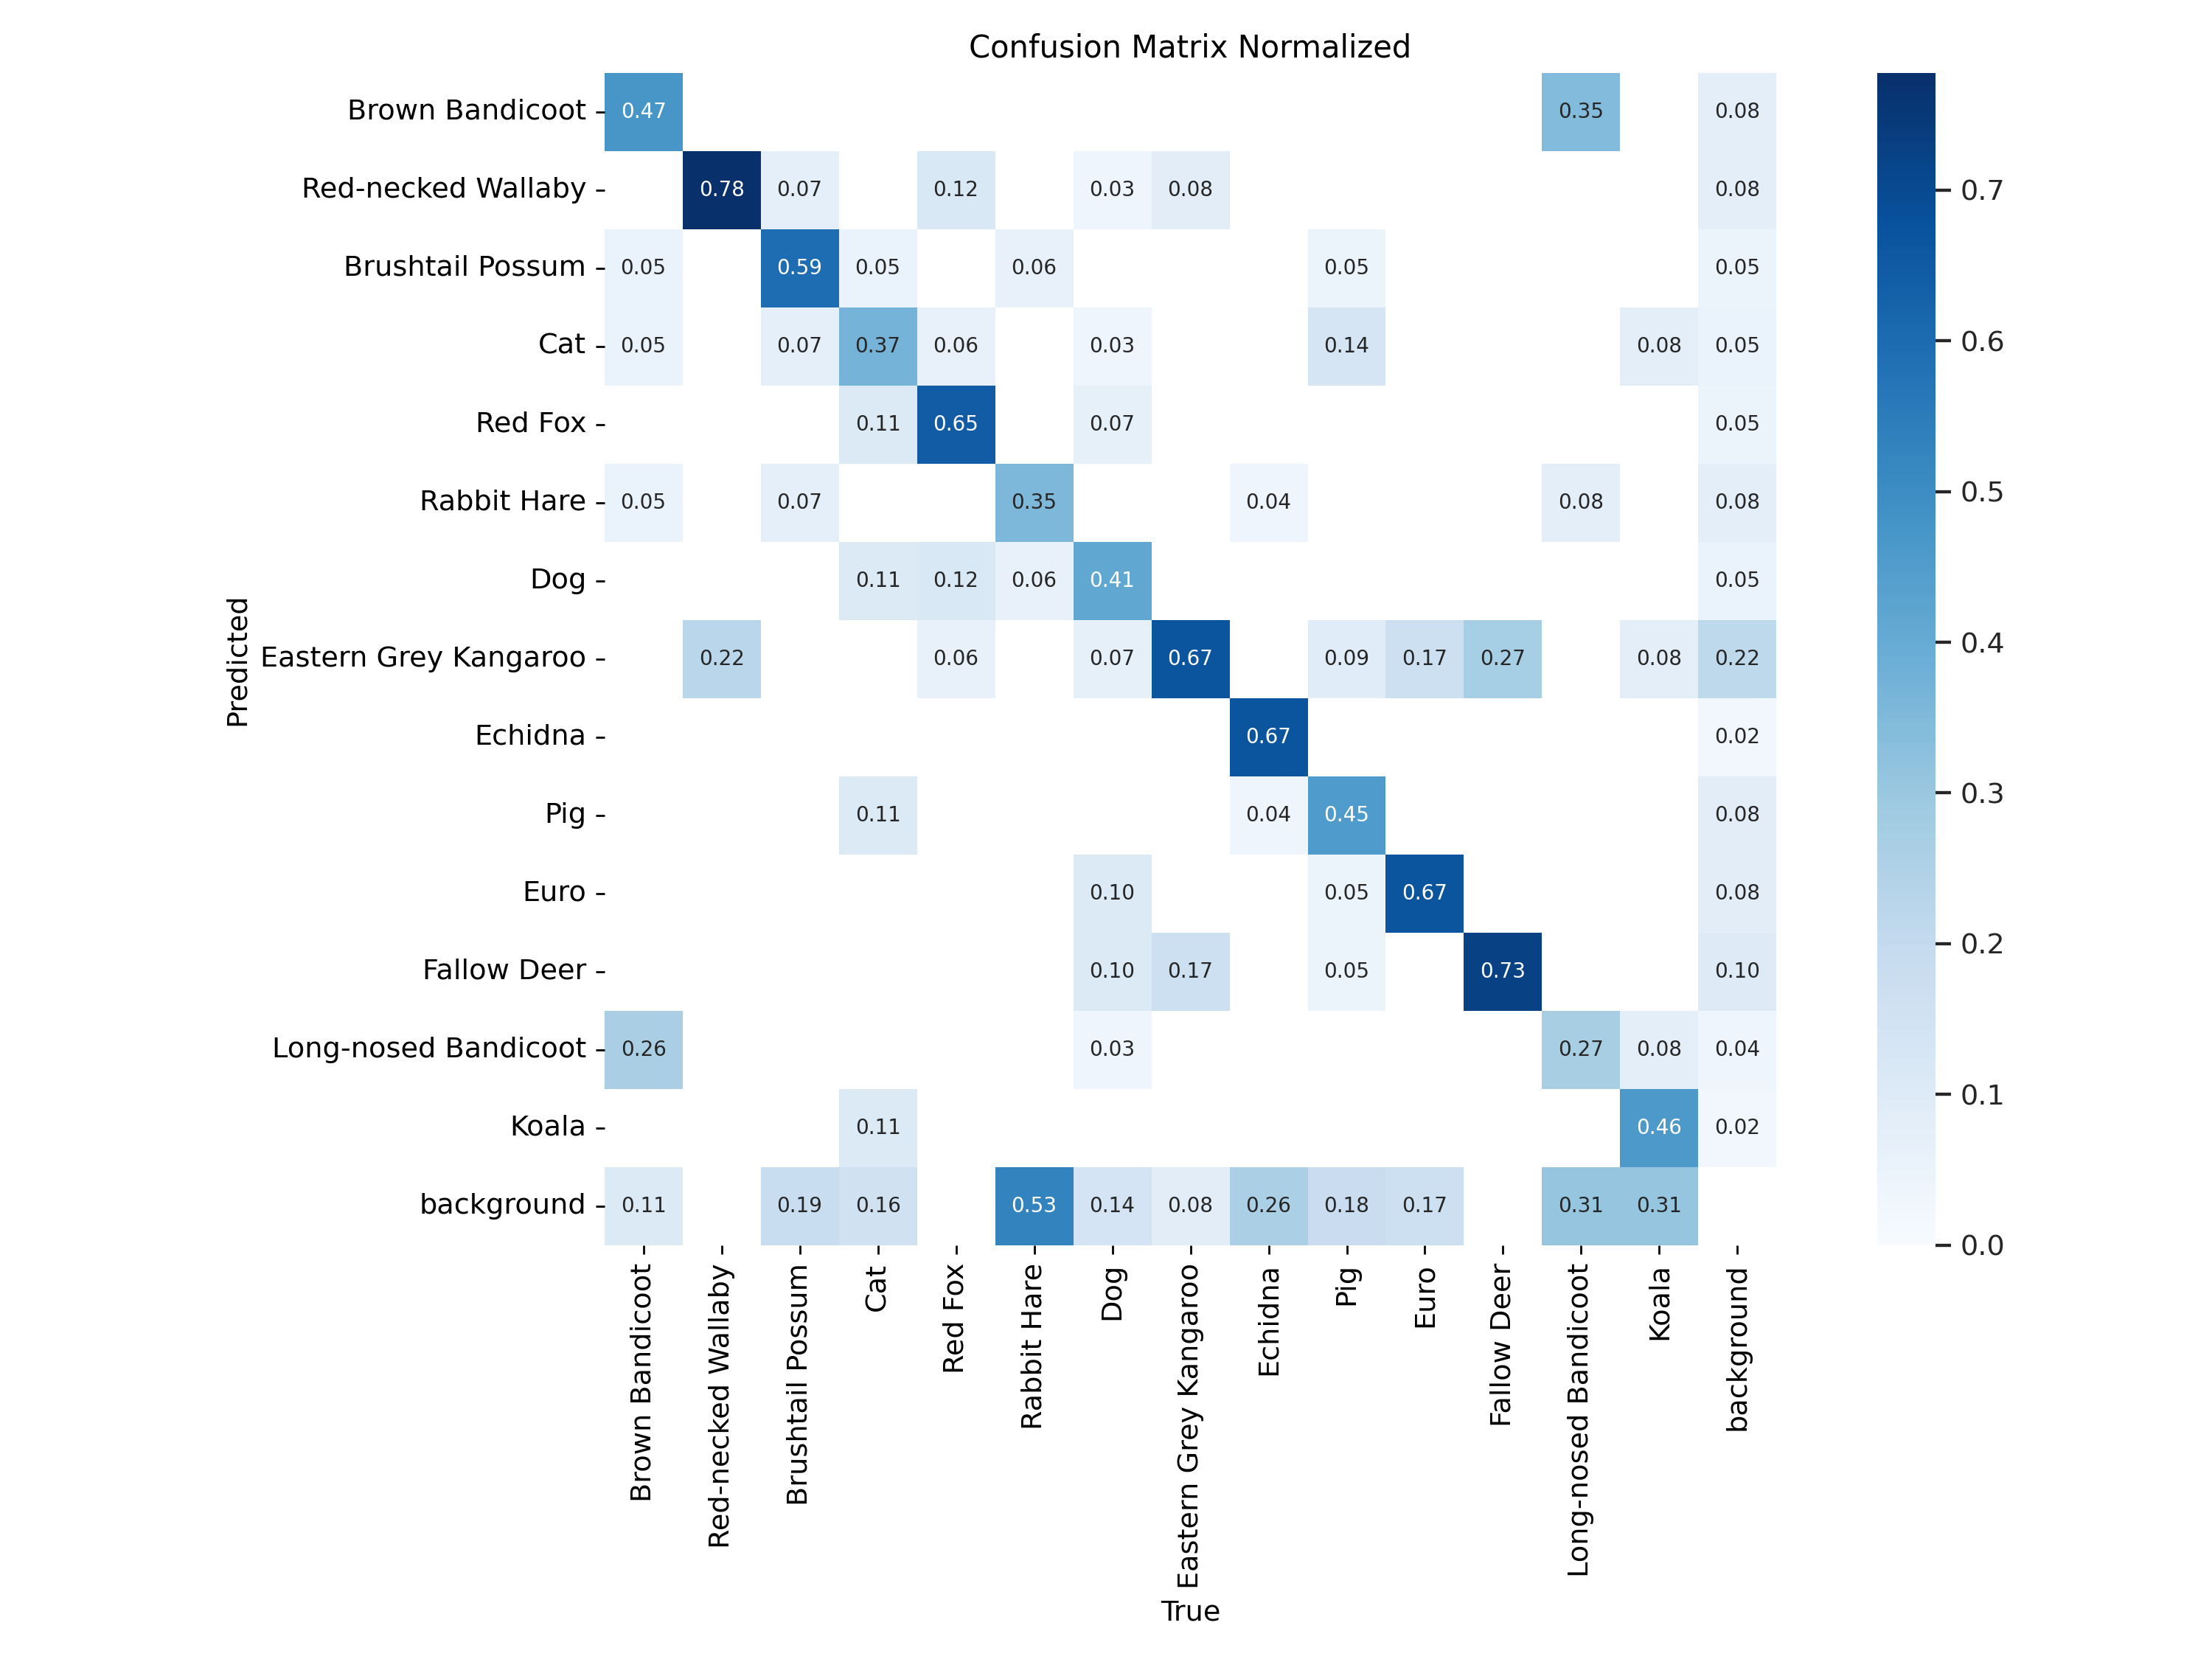 Confusion Matrix Normalized
Brown Bandicoot 0.47 0.35 0.08
Red-necked Wallaby 0.78 0.07 0.12 0.03 0.08 0.08 0.7
Brushtail Possum 0.05 0.59 0.05 0.06 0.05 0.05
Cat 0.05 0.07 0.37 0.06 0.03 0.14 0.08 0.05 0.6
Red Fox 0.11 0.65 0.07 0.05
Rabbit Hare 0.05 0.07 0.35 0.04 0.08 0.08 0.5
Dog 0.11 0.12 0.06 0.41 0.05
Predicted
Eastern Grey Kangaroo 0.22 0.06 0.07 0.67 0.09 0.17 0.27 0.08 0.22 0.4
Echidna 0.67 0.02
Pig 0.11 0.04 0.45 0.08 0.3
Euro 0.10 0.05 0.67 0.08
Fallow Deer 0.10 0.17 0.05 0.73 0.10 0.2
Long-nosed Bandicoot 0.26 0.03 0.27 0.08 0.04 0.1
Koala 0.11 0.46 0.02
background 0.11 0.19 0.16 0.53 0.14 0.08 0.26 0.18 0.17 0.31 0.31 0.0
Brown Bandicoot
Red-necked Wallaby
Brushtail Possum
Cat
Red Fox
Rabbit Hare
Dog
Eastern Grey Kangaroo
Echidna
Pig
Euro
Fallow Deer
Long-nosed Bandicoot
Koala
background
True